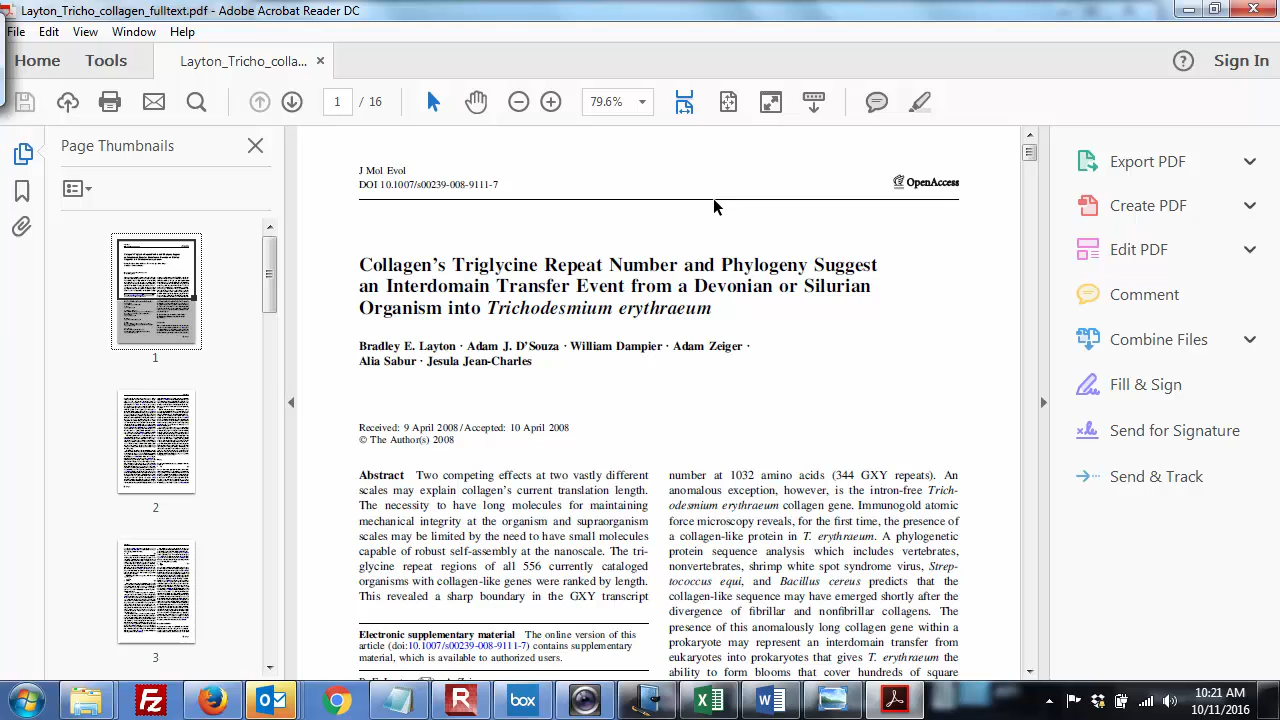 Layton_Tricho_collagen_fulltext.pdf - Adobe Acrobat Reader DC
File Edit View Window Help
Home Tools Layton_Tricho_colla... × Sign In
1 / 16 79.6%
Page Thumbnails
1
2
3
J Mol Evol
DOI 10.1007/s00239-008-9111-7
OpenAccess
Collagen's Triglycine Repeat Number and Phylogeny Suggest
an Interdomain Transfer Event from a Devonian or Silurian
Organism into Trichodesmium erythraeum
Bradley E. Layton · Adam J. D'Souza · William Dampier · Adam Zeiger ·
Alia Sabur · Jesula Jean-Charles
Received: 9 April 2008 / Accepted: 10 April 2008
© The Author(s) 2008
Abstract Two competing effects at two vastly different
scales may explain collagen's current translation length.
The necessity to have long molecules for maintaining
mechanical integrity at the organism and supraorganism
scales may be limited by the need to have small molecules
capable of robust self-assembly at the nanoscale. The tri-
glycine repeat regions of all 556 currently cataloged
organisms with collagen-like genes were ranked by length.
This revealed a sharp boundary in the GXY transcript
Electronic supplementary material The online version of this
article (doi:10.1007/s00239-008-9111-7) contains supplementary
material, which is available to authorized users.
number at 1032 amino acids (344 GXY repeats). An
anomalous exception, however, is the intron-free Trich-
odesmium erythraeum collagen gene. Immunogold atomic
force microscopy reveals, for the first time, the presence of
a collagen-like protein in T. erythraeum. A phylogenetic
protein sequence analysis which includes vertebrates,
nonvertebrates, shrimp white spot syndrome virus, Strep-
tococcus equi, and Bacillus cereus predicts that the
collagen-like sequence may have emerged shortly after the
divergence of fibrillar and nonfibrillar collagens. The
presence of this anomalously long collagen gene within a
prokaryote may represent an interdomain transfer from
eukaryotes into prokaryotes that gives T. erythraeum the
ability to form blooms that cover hundreds of square
Export PDF
Create PDF
Edit PDF
Comment
Combine Files
Fill & Sign
Send for Signature
Send & Track
box
10:21 AM
10/11/2016